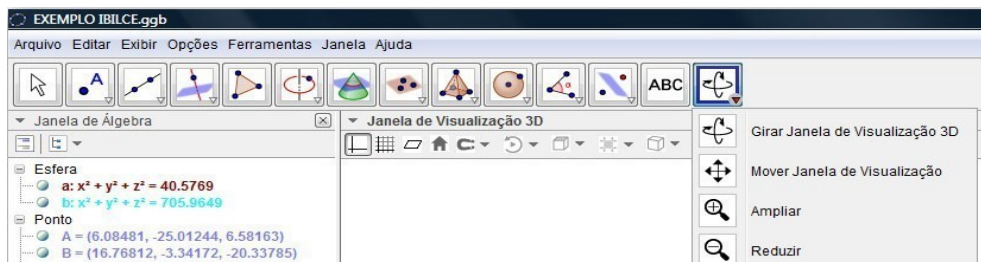 EXEMPLO IBILCE.ggb
Arquivo Editar Exibir Opções Ferramentas Janela Ajuda
A
ABC
Janela de Álgebra
Janela de Visualização 3D
Girar Janela de Visualização 3D
Esfera
a: x² + y² + z² = 40.5769
Mover Janela de Visualização
b: x² + y² + z² = 705.9649
Ampliar
Ponto
A = (6.08481, -25.01244, 6.58163)
B = (16.76812, -3.34172, -20.33785)
Reduzir